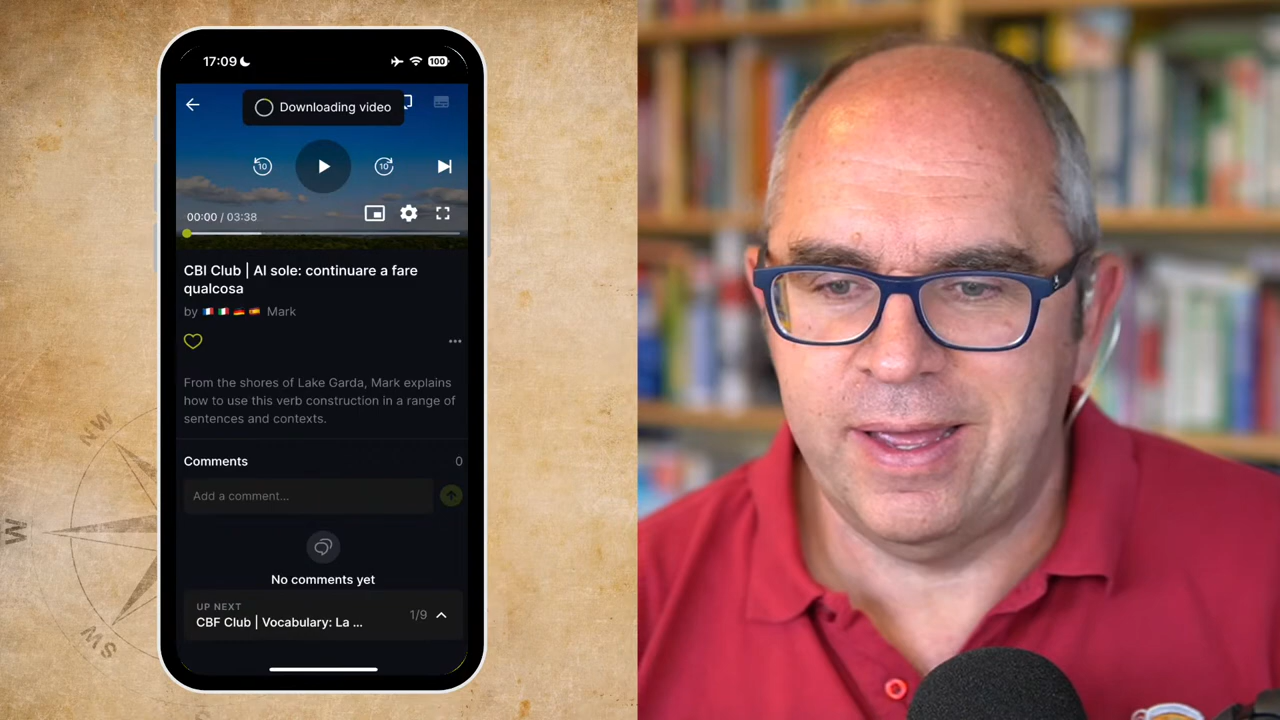 17:09
100
Downloading video
10
10
00:00 / 03:38
CBI Club | Al sole: continuare a fare
qualcosa
by 🇫🇷 🇮🇹 🇩🇪 🇪🇸 Mark
From the shores of Lake Garda, Mark explains
how to use this verb construction in a range of
sentences and contexts.
Comments
0
Add a comment...
No comments yet
UP NEXT
CBF Club | Vocabulary: La ...
1/9
NW
W
SW